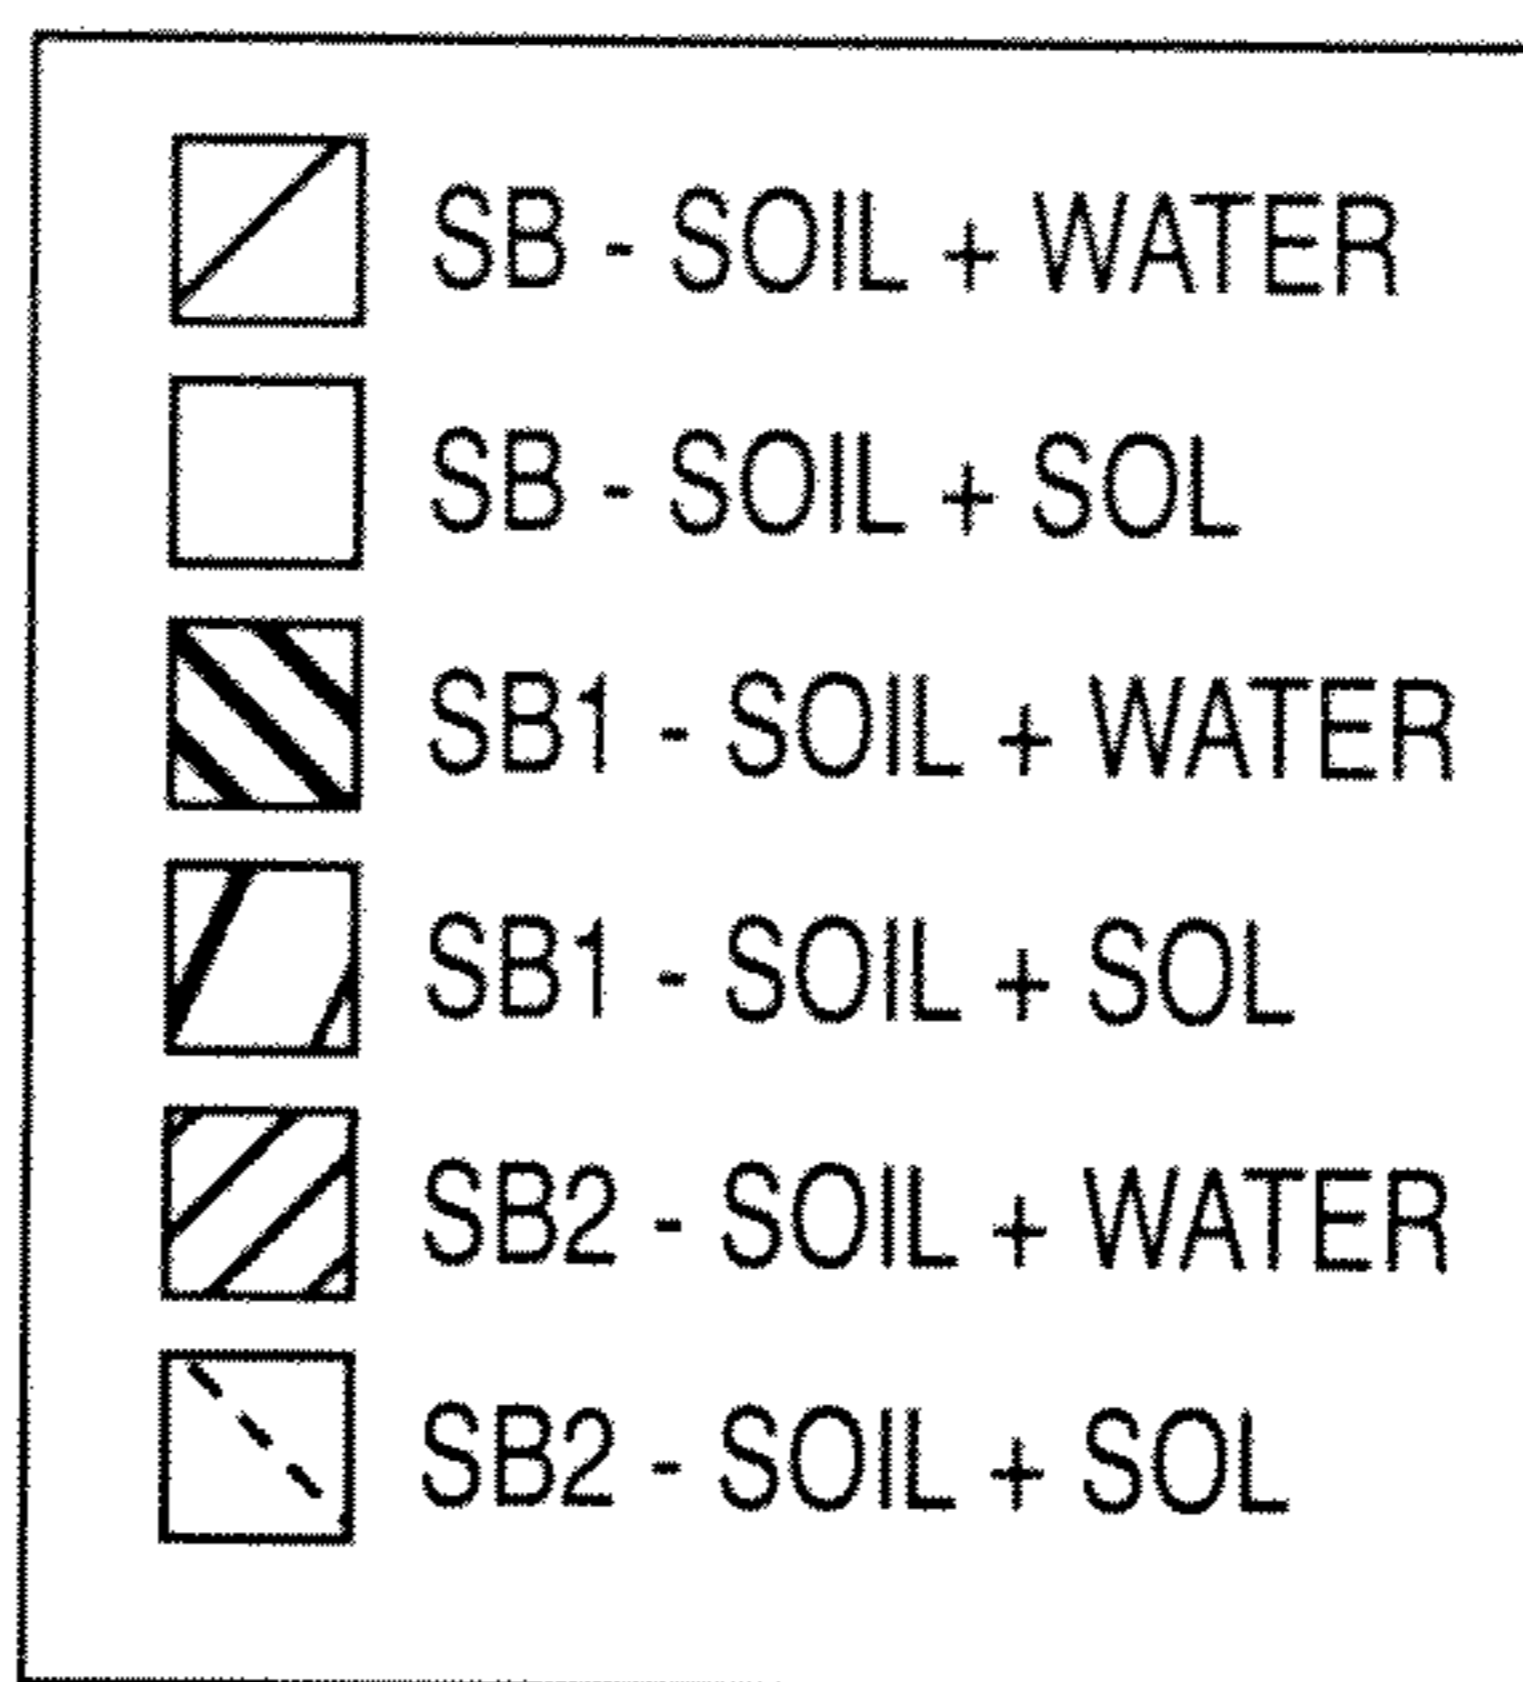 SB - SOIL + WATER
SB - SOIL + SOL
SB1 - SOIL + WATER
SB1 - SOIL + SOL
SB2 - SOIL + WATER
SB2 - SOIL + SOL